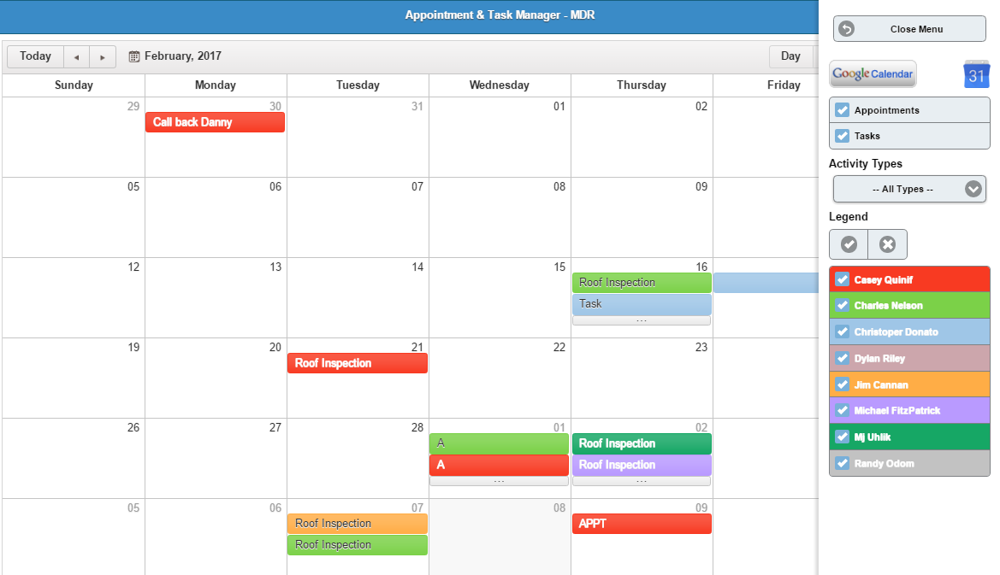 Appointment & Task Manager - MDR
Today
February, 2017
Day
Sunday Monday Tuesday Wednesday Thursday Friday
29 30 31 01 02
Call back Danny
05 06 07 08 09
12 13 14 15 16
Roof Inspection
Task
...
19 20 21 22 23
Roof Inspection
26 27 28 01 02
A Roof Inspection
A Roof Inspection
... ...
05 06 07 08 09
Roof Inspection APPT
Roof Inspection
Close Menu
Google Calendar 31
Appointments
Tasks
Activity Types
-- All Types --
Legend
Casey Quinif
Charles Nelson
Christoper Donato
Dylan Riley
Jim Cannan
Michael FitzPatrick
Mj Uhlik
Randy Odom